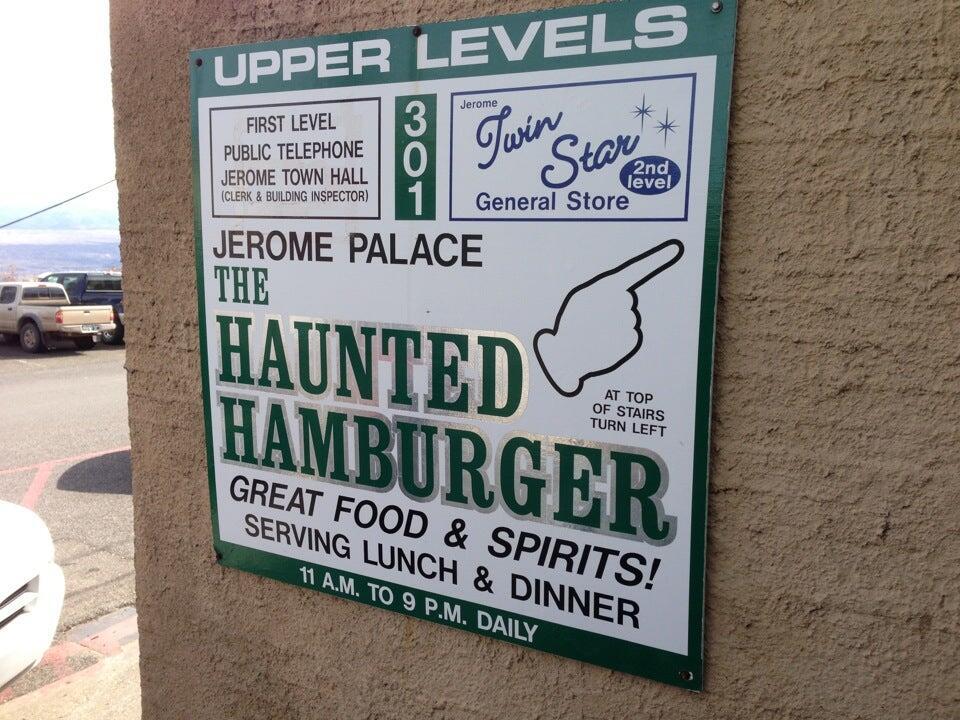 UPPER LEVELS
FIRST LEVEL
PUBLIC TELEPHONE
JEROME TOWN HALL
(CLERK & BUILDING INSPECTOR)
301
Jerome
Twin
Star
2nd
level
General Store
JEROME PALACE
THE
HAUNTED
HAMBURGER
AT TOP
OF STAIRS
TURN LEFT
GREAT FOOD & SPIRITS!
SERVING LUNCH & DINNER
11 A.M. TO 9 P.M. DAILY